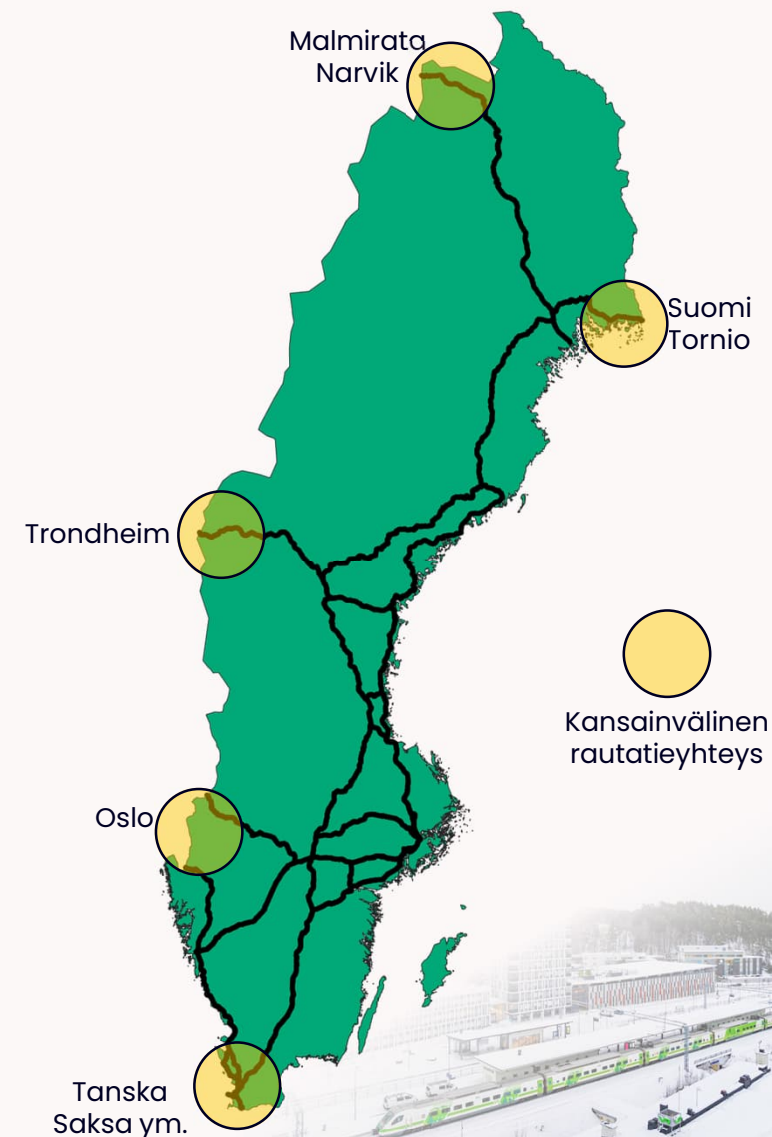 Malmirata
Narvik
Suomi
Tornio
Trondheim
Kansainvälinen
rautatieyhteys
Oslo
Tanska
Saksa ym.